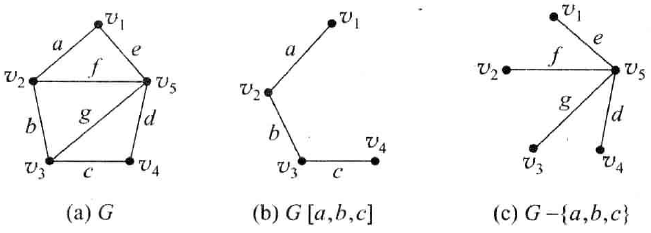 v₁
a
e
v₂
f
v₅
g
b
d
v₃
c
v₄
(a) G
v₁
a
v₂
b
v₄
v₃
c
(b) G [a,b,c]
v₁
e
f
v₂
v₅
g
d
v₃
v₄
(c) G −{a,b,c}